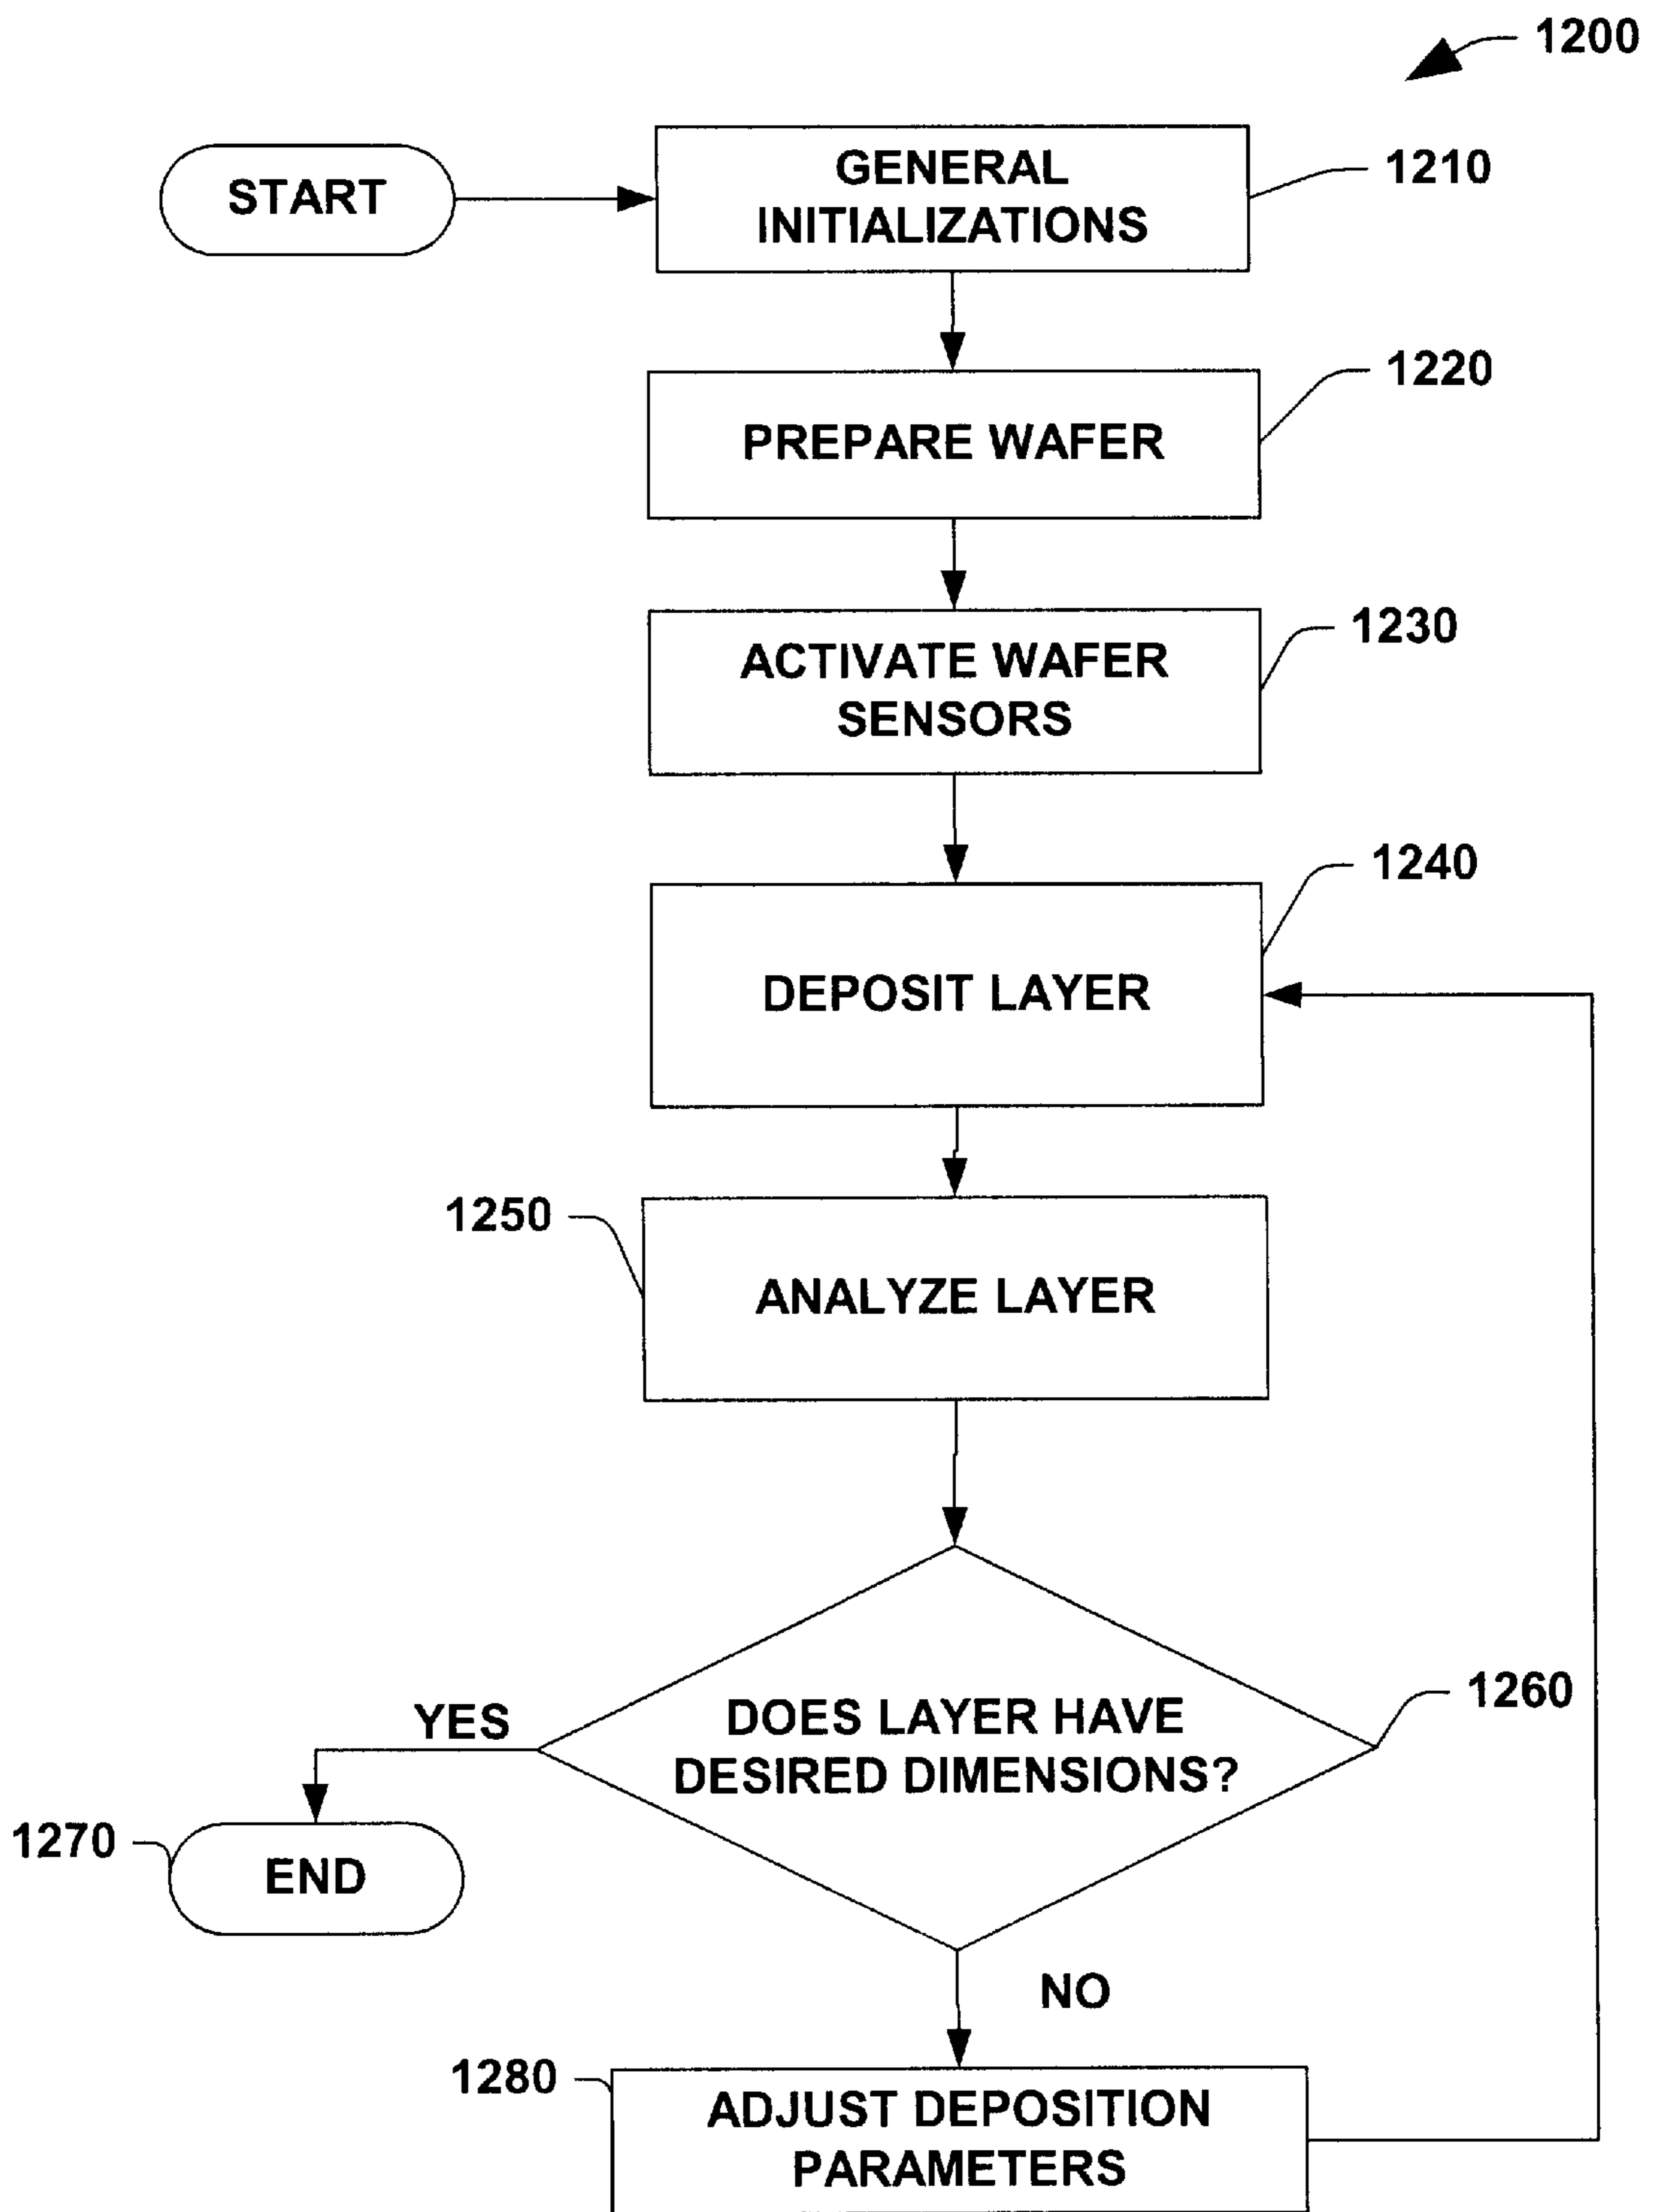 1200
START
GENERAL
INITIALIZATIONS
1210
1220
PREPARE WAFER
1230
ACTIVATE WAFER
SENSORS
1240
DEPOSIT LAYER
1250
ANALYZE LAYER
1260
DOES LAYER HAVE
DESIRED DIMENSIONS?
YES
1270
END
NO
1280
ADJUST DEPOSITION
PARAMETERS